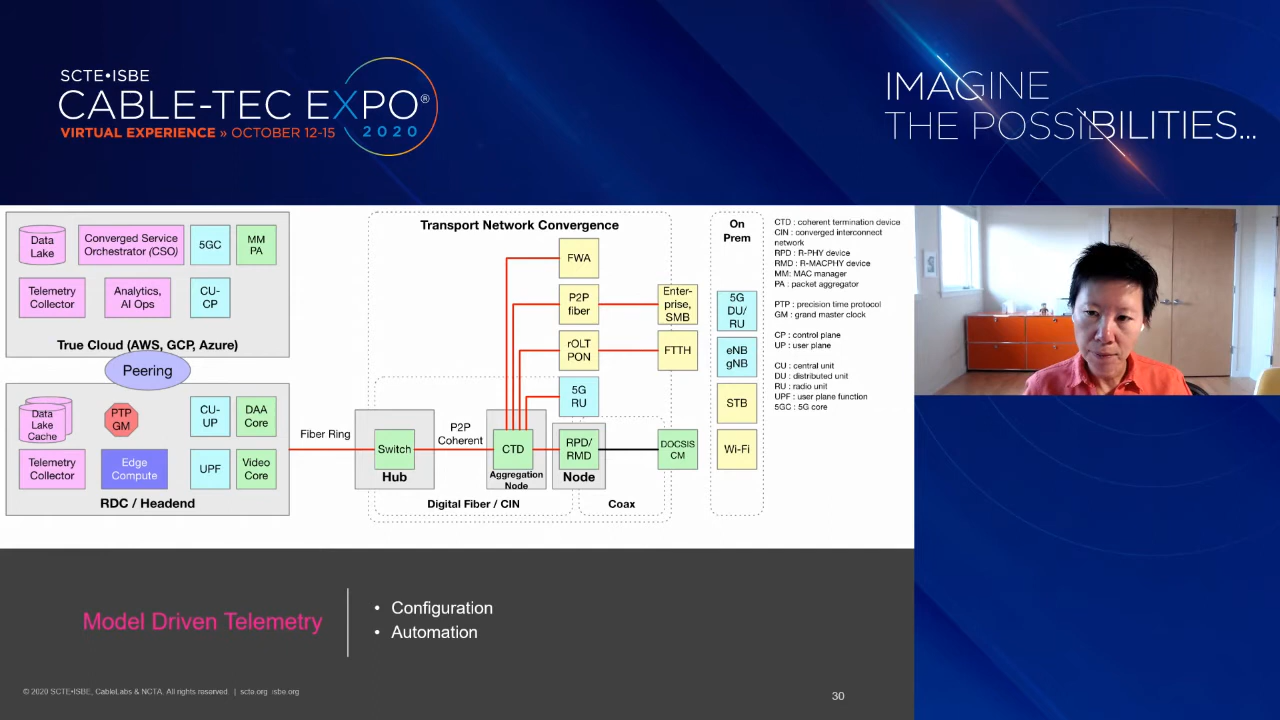 SCTE•ISBE
CABLE-TEC EXPO®
VIRTUAL EXPERIENCE » OCTOBER 12-15
2020
IMAGINE
THE POSSIBILITIES...
Data
Lake
Converged Service
Orchestrator (CSO)
5GC
MM
PA
Telemetry
Collector
Analytics,
AI Ops
CU-
CP
True Cloud (AWS, GCP, Azure)
Peering
Data
Lake
Cache
PTP
GM
CU-
UP
DAA
Core
Telemetry
Collector
Edge
Compute
UPF
Video
Core
RDC / Headend
Fiber Ring
Switch
Hub
P2P
Coherent
Transport Network Convergence
FWA
P2P
fiber
Enter-
prise,
SMB
rOLT
PON
FTTH
5G
RU
CTD
Aggregation
Node
RPD/
RMD
Node
DOCSIS
CM
Digital Fiber / CIN
Coax
On
Prem
5G
DU/
RU
eNB
gNB
STB
Wi-Fi
CTD : coherent termination device
CIN : converged interconnect
network
RPD : R-PHY device
RMD : R-MACPHY device
MM: MAC manager
PA : packet aggregator
PTP : precision time protocol
GM : grand master clock
CP : control plane
UP : user plane
CU : central unit
DU : distributed unit
RU : radio unit
UPF : user plane function
5GC : 5G core
Model Driven Telemetry
• Configuration
• Automation
© 2020 SCTE•ISBE, CableLabs & NCTA. All rights reserved. | scte.org isbe.org
30